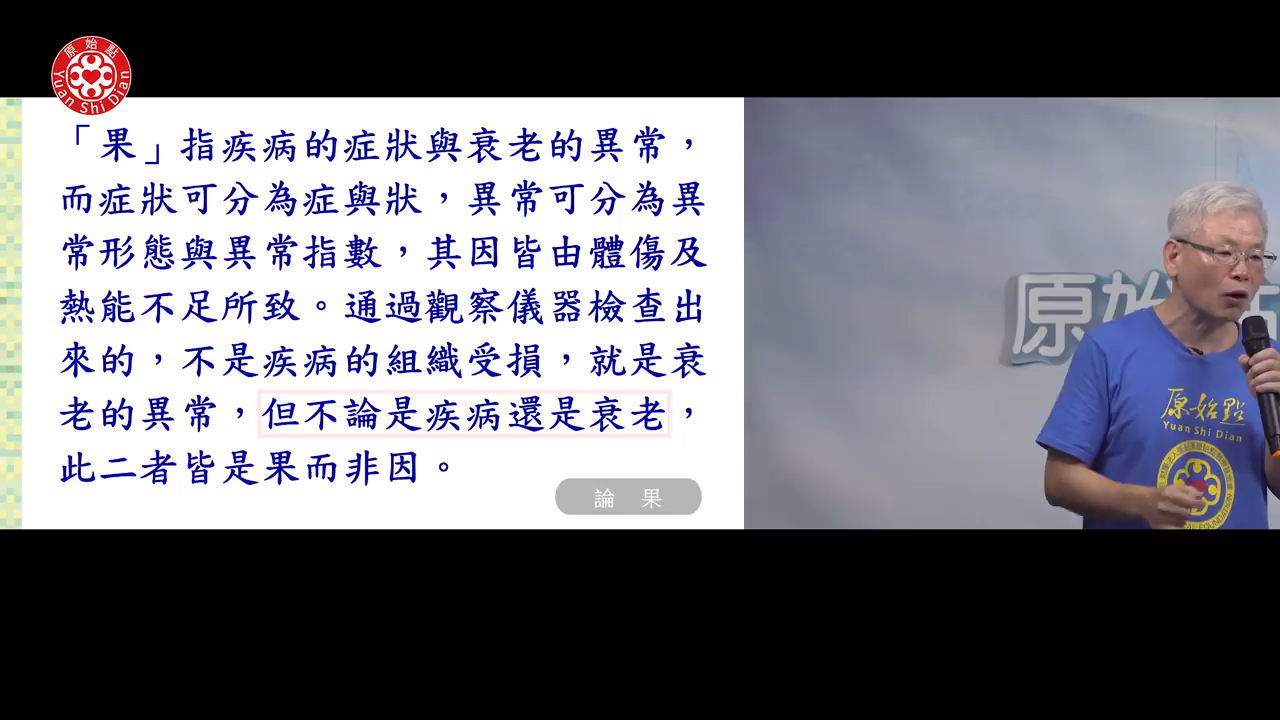 原始點
Yuan Shi Dian
「果」指疾病的症狀與衰老的異常，
而症狀可分為症與狀，異常可分為異
常形態與異常指數，其因皆由體傷及
熱能不足所致。通過觀察儀器檢查出
來的，不是疾病的組織受損，就是衰
老的異常，但不論是疾病還是衰老，
此二者皆是果而非因。
論 果
原始點
原始點
Yuan Shi Dian